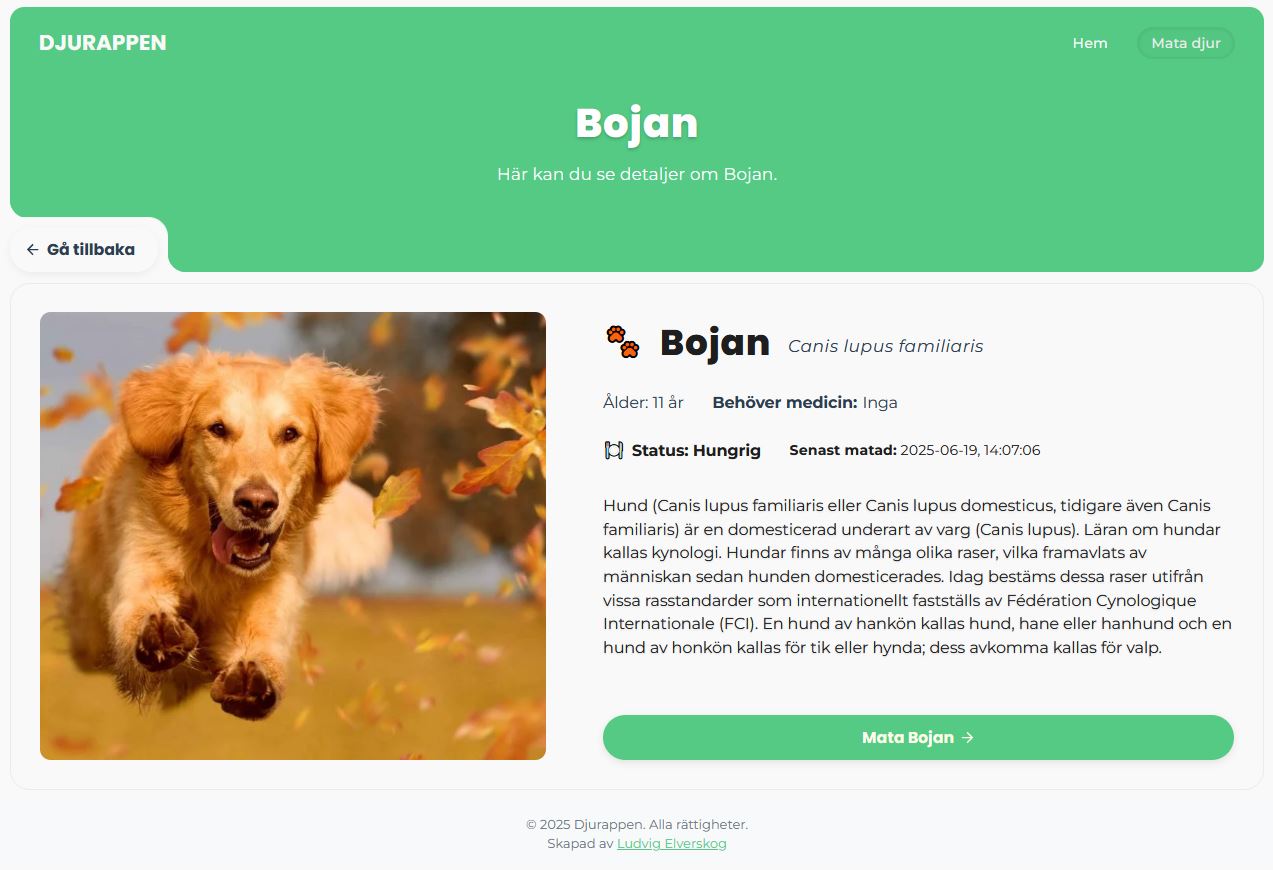 DJURAPPEN
Hem
Mata djur
Bojan
Här kan du se detaljer om Bojan.
← Gå tillbaka
Bojan Canis lupus familiaris
Ålder: 11 år Behöver medicin: Inga
Status: Hungrig Senast matad: 2025-06-19, 14:07:06
Hund (Canis lupus familiaris eller Canis lupus domesticus, tidigare även Canis
familiaris) är en domesticerad underart av varg (Canis lupus). Läran om hundar
kallas kynologi. Hundar finns av många olika raser, vilka framavlats av
människan sedan hunden domesticerades. Idag bestäms dessa raser utifrån
vissa rasstandarder som internationellt fastställs av Fédération Cynologique
Internationale (FCI). En hund av hankön kallas hund, hane eller hanhund och en
hund av honkön kallas för tik eller hynda; dess avkomma kallas för valp.
Mata Bojan →
© 2025 Djurappen. Alla rättigheter.
Skapad av Ludvig Elverskog